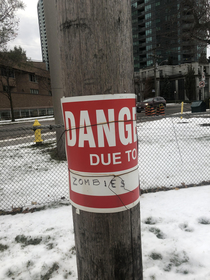 DANG
DUE TO
ZOMBIES